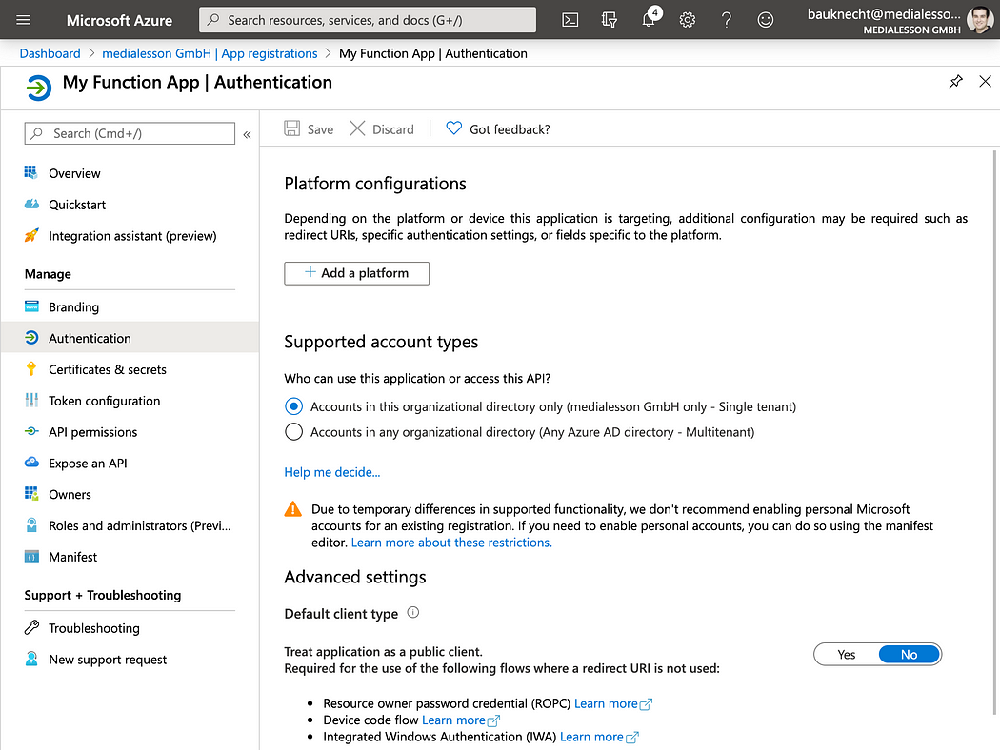 Microsoft Azure
Search resources, services, and docs (G+/)
4
bauknecht@medialesso...
MEDIALESSON GMBH
Dashboard > medialesson GmbH | App registrations > My Function App | Authentication
My Function App | Authentication
Search (Cmd+/)
«
Overview
Quickstart
Integration assistant (preview)
Manage
Branding
Authentication
Certificates & secrets
Token configuration
API permissions
Expose an API
Owners
Roles and administrators (Previ...
Manifest
Support + Troubleshooting
Troubleshooting
New support request
Save
Discard
Got feedback?
Platform configurations
Depending on the platform or device this application is targeting, additional configuration may be required such as
redirect URIs, specific authentication settings, or fields specific to the platform.
+ Add a platform
Supported account types
Who can use this application or access this API?
Accounts in this organizational directory only (medialesson GmbH only - Single tenant)
Accounts in any organizational directory (Any Azure AD directory - Multitenant)
Help me decide...
Due to temporary differences in supported functionality, we don't recommend enabling personal Microsoft
accounts for an existing registration. If you need to enable personal accounts, you can do so using the manifest
editor. Learn more about these restrictions.
Advanced settings
Default client type
Treat application as a public client.
Required for the use of the following flows where a redirect URI is not used:
Yes
No
• Resource owner password credential (ROPC) Learn more
• Device code flow Learn more
• Integrated Windows Authentication (IWA) Learn more